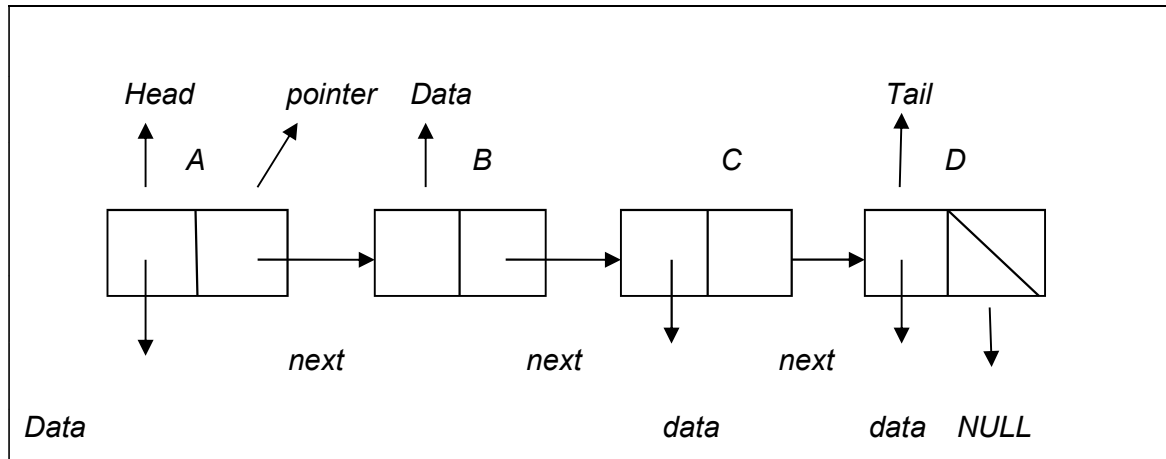 Head pointer Data Tail
A B C D
next next next
Data data data NULL